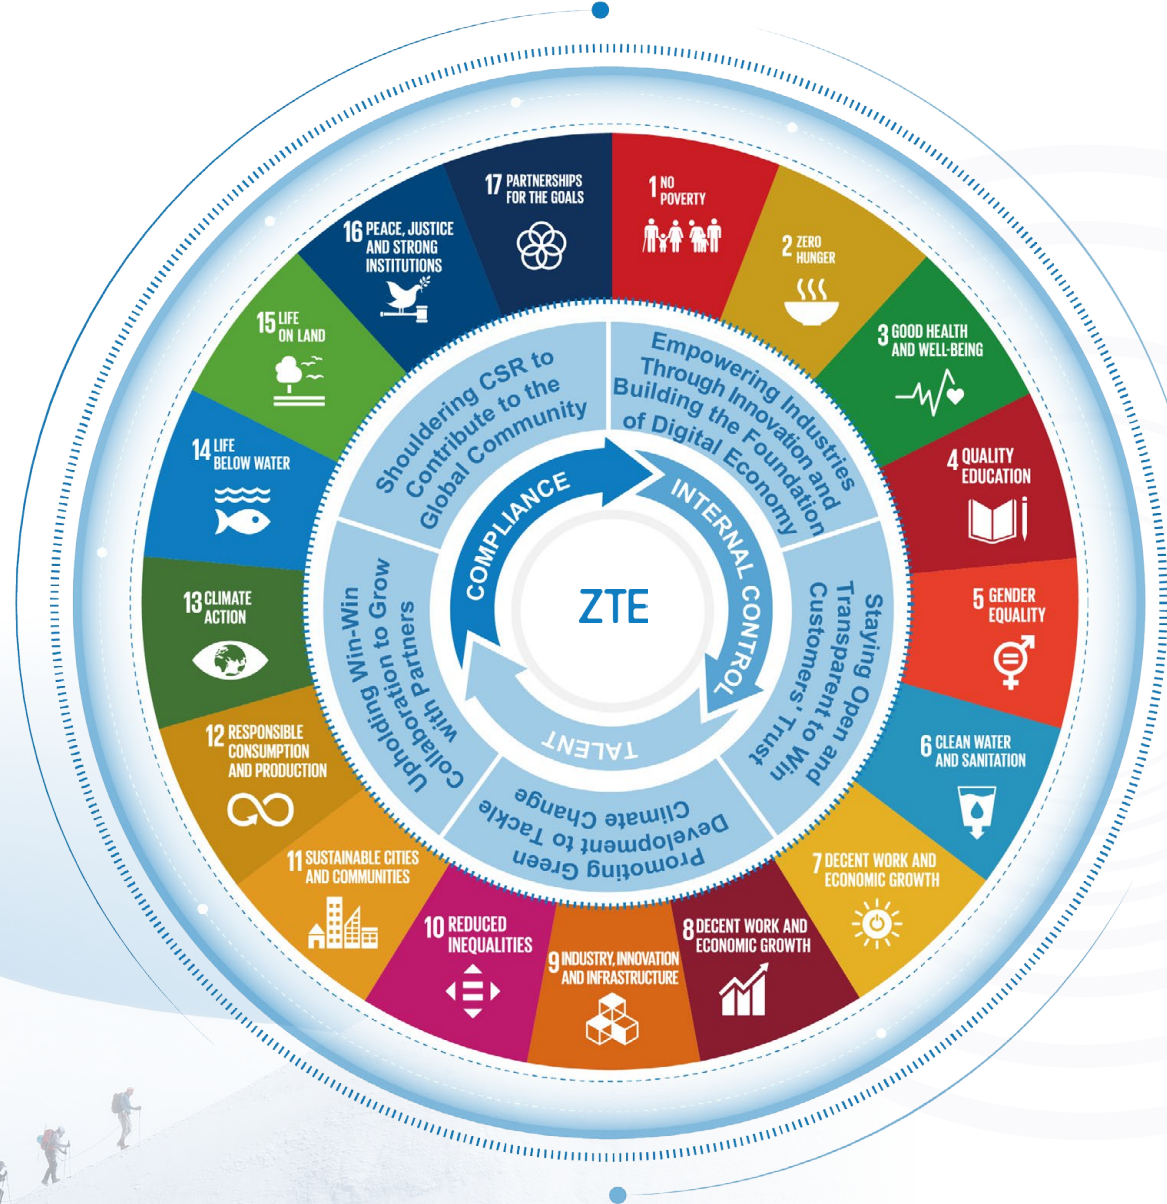 17 PARTNERSHIPS
FOR THE GOALS
1 NO
POVERTY
2 ZERO
HUNGER
3 GOOD HEALTH
AND WELL-BEING
4 QUALITY
EDUCATION
5 GENDER
EQUALITY
6 CLEAN WATER
AND SANITATION
7 DECENT WORK AND
ECONOMIC GROWTH
8 DECENT WORK AND
ECONOMIC GROWTH
9 INDUSTRY, INNOVATION
AND INFRASTRUCTURE
10 REDUCED
INEQUALITIES
11 SUSTAINABLE CITIES
AND COMMUNITIES
12 RESPONSIBLE
CONSUMPTION
AND PRODUCTION
13 CLIMATE
ACTION
14 LIFE
BELOW WATER
15 LIFE
ON LAND
16 PEACE, JUSTICE
AND STRONG
INSTITUTIONS
Shouldering CSR to
Contribute to the
Global Community
Empowering Industries
Through Innovation and
Building the Foundation
of Digital Economy
Staying Open and
Transparent to Win
Customers' Trust
Promoting Green
Development to Tackle
Climate Change
Upholding Win-Win
Collaboration to Grow
with Partners
COMPLIANCE
INTERNAL CONTROL
TALENT
ZTE